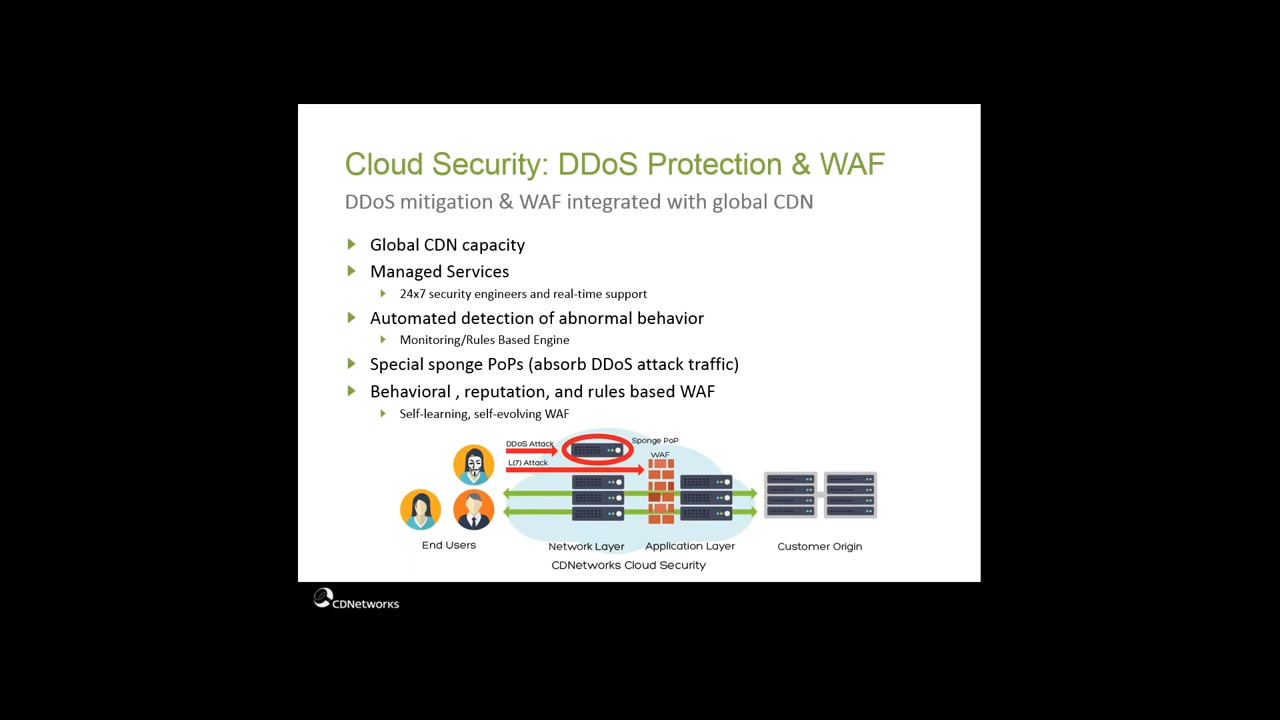 Cloud Security: DDoS Protection & WAF
DDoS mitigation & WAF integrated with global CDN
Global CDN capacity
Managed Services
24x7 security engineers and real-time support
Automated detection of abnormal behavior
Monitoring/Rules Based Engine
Special sponge PoPs (absorb DDoS attack traffic)
Behavioral , reputation, and rules based WAF
Self-learning, self-evolving WAF
DDoS Attack
Sponge PoP
WAF
L(7) Attack
End Users
Network Layer
Application Layer
Customer Origin
CDNetworks Cloud Security
CDNetworks